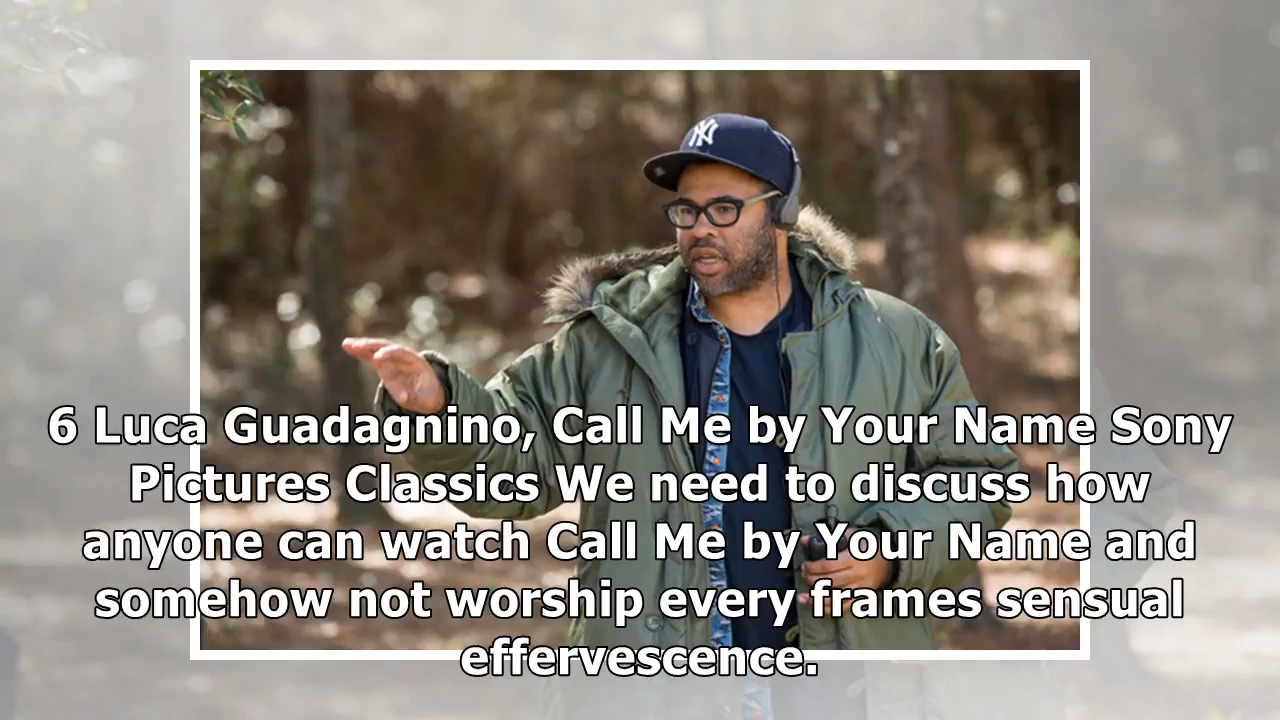 NY
6 Luca Guadagnino, Call Me by Your Name Sony
Pictures Classics We need to discuss how
anyone can watch Call Me by Your Name and
somehow not worship every frames sensual
effervescence.